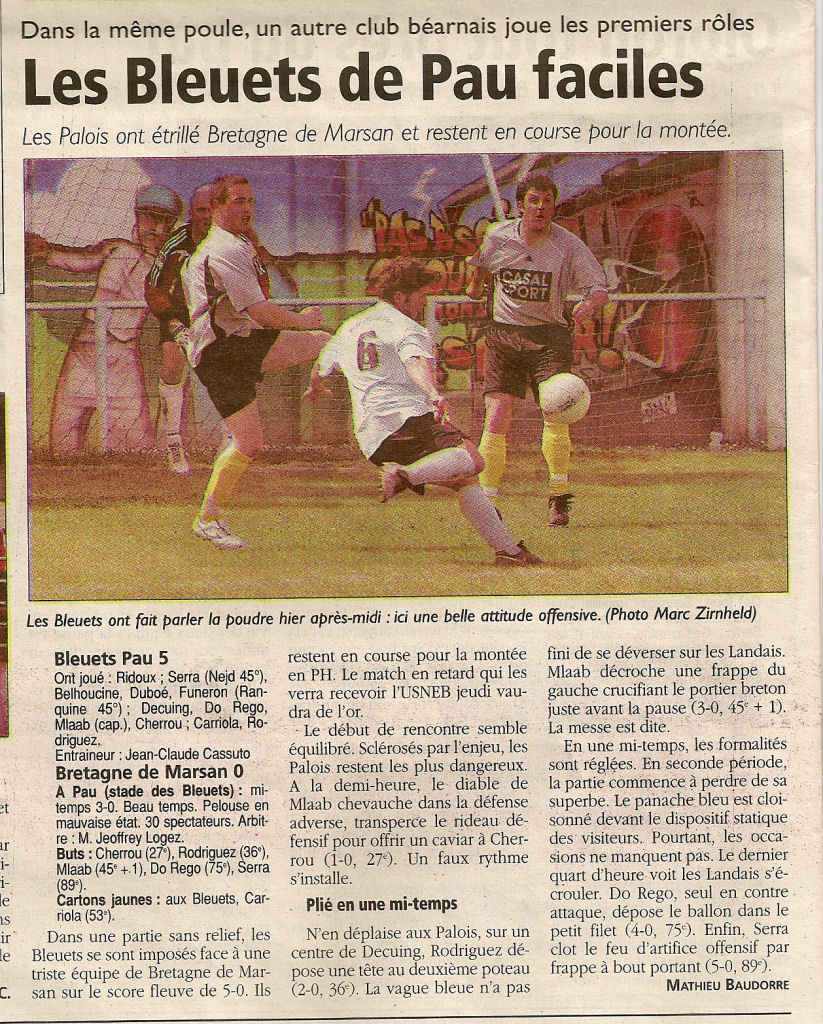 Dans la même poule, un autre club béarnais joue les premiers rôles
Les Bleuets de Pau faciles
Les Palois ont étrillé Bretagne de Marsan et restent en course pour la montée.
"PAS
CASAL
SPORT
6
Les Bleuets ont fait parler la poudre hier après-midi : ici une belle attitude offensive. (Photo Marc Zirnheld)
Bleuets Pau 5
Ont joué : Ridoux ; Serra (Nejd 45e),
Belhoucine, Duboé, Funeron (Ran-
quine 45e) ; Decuing, Do Rego,
Mlaab (cap.), Cherrou ; Carriola, Ro-
driguez,
Entraineur : Jean-Claude Cassuto
Bretagne de Marsan 0
A Pau (stade des Bleuets) : mi-
temps 3-0. Beau temps. Pelouse en
mauvaise état. 30 spectateurs. Arbit-
re : M. Jeoffrey Logez.
Buts : Cherrou (27e), Rodriguez (36e),
Mlaab (45e + 1), Do Rego (75e), Serra
(89e).
Cartons jaunes : aux Bleuets, Car-
riola (53e).
Dans une partie sans relief, les
Bleuets se sont imposés face à une
triste équipe de Bretagne de Mar-
san sur le score fleuve de 5-0. Ils
restent en course pour la montée
en PH. Le match en retard qui les
verra recevoir l'USNEB jeudi vau-
dra de l'or.
Le début de rencontre semble
équilibré. Sclérosés par l'enjeu, les
Palois restent les plus dangereux.
A la demi-heure, le diable de
Mlaab chevauche dans la défense
adverse, transperce le rideau dé-
fensif pour offrir un caviar à Cher-
rou (1-0, 27e). Un faux rythme
s'installe.
Plié en une mi-temps
N'en déplaise aux Palois, sur un
centre de Decuing, Rodriguez dé-
pose une tête au deuxième poteau
(2-0, 36e). La vague bleue n'a pas
fini de se déverser sur les Landais.
Mlaab décroche une frappe du
gauche crucifiant le portier breton
juste avant la pause (3-0, 45e + 1).
La messe est dite.
En une mi-temps, les formalités
sont réglées. En seconde période,
la partie commence à perdre de sa
superbe. Le panache bleu est cloi-
sonné devant le dispositif statique
des visiteurs. Pourtant, les occa-
sions ne manquent pas. Le dernier
quart d'heure voit les Landais s'é-
crouler. Do Rego, seul en contre
attaque, dépose le ballon dans le
petit filet (4-0, 75e). Enfin, Serra
clot le feu d'artifice offensif par
frappe à bout portant (5-0, 89e).
MATHIEU BAUDORRE